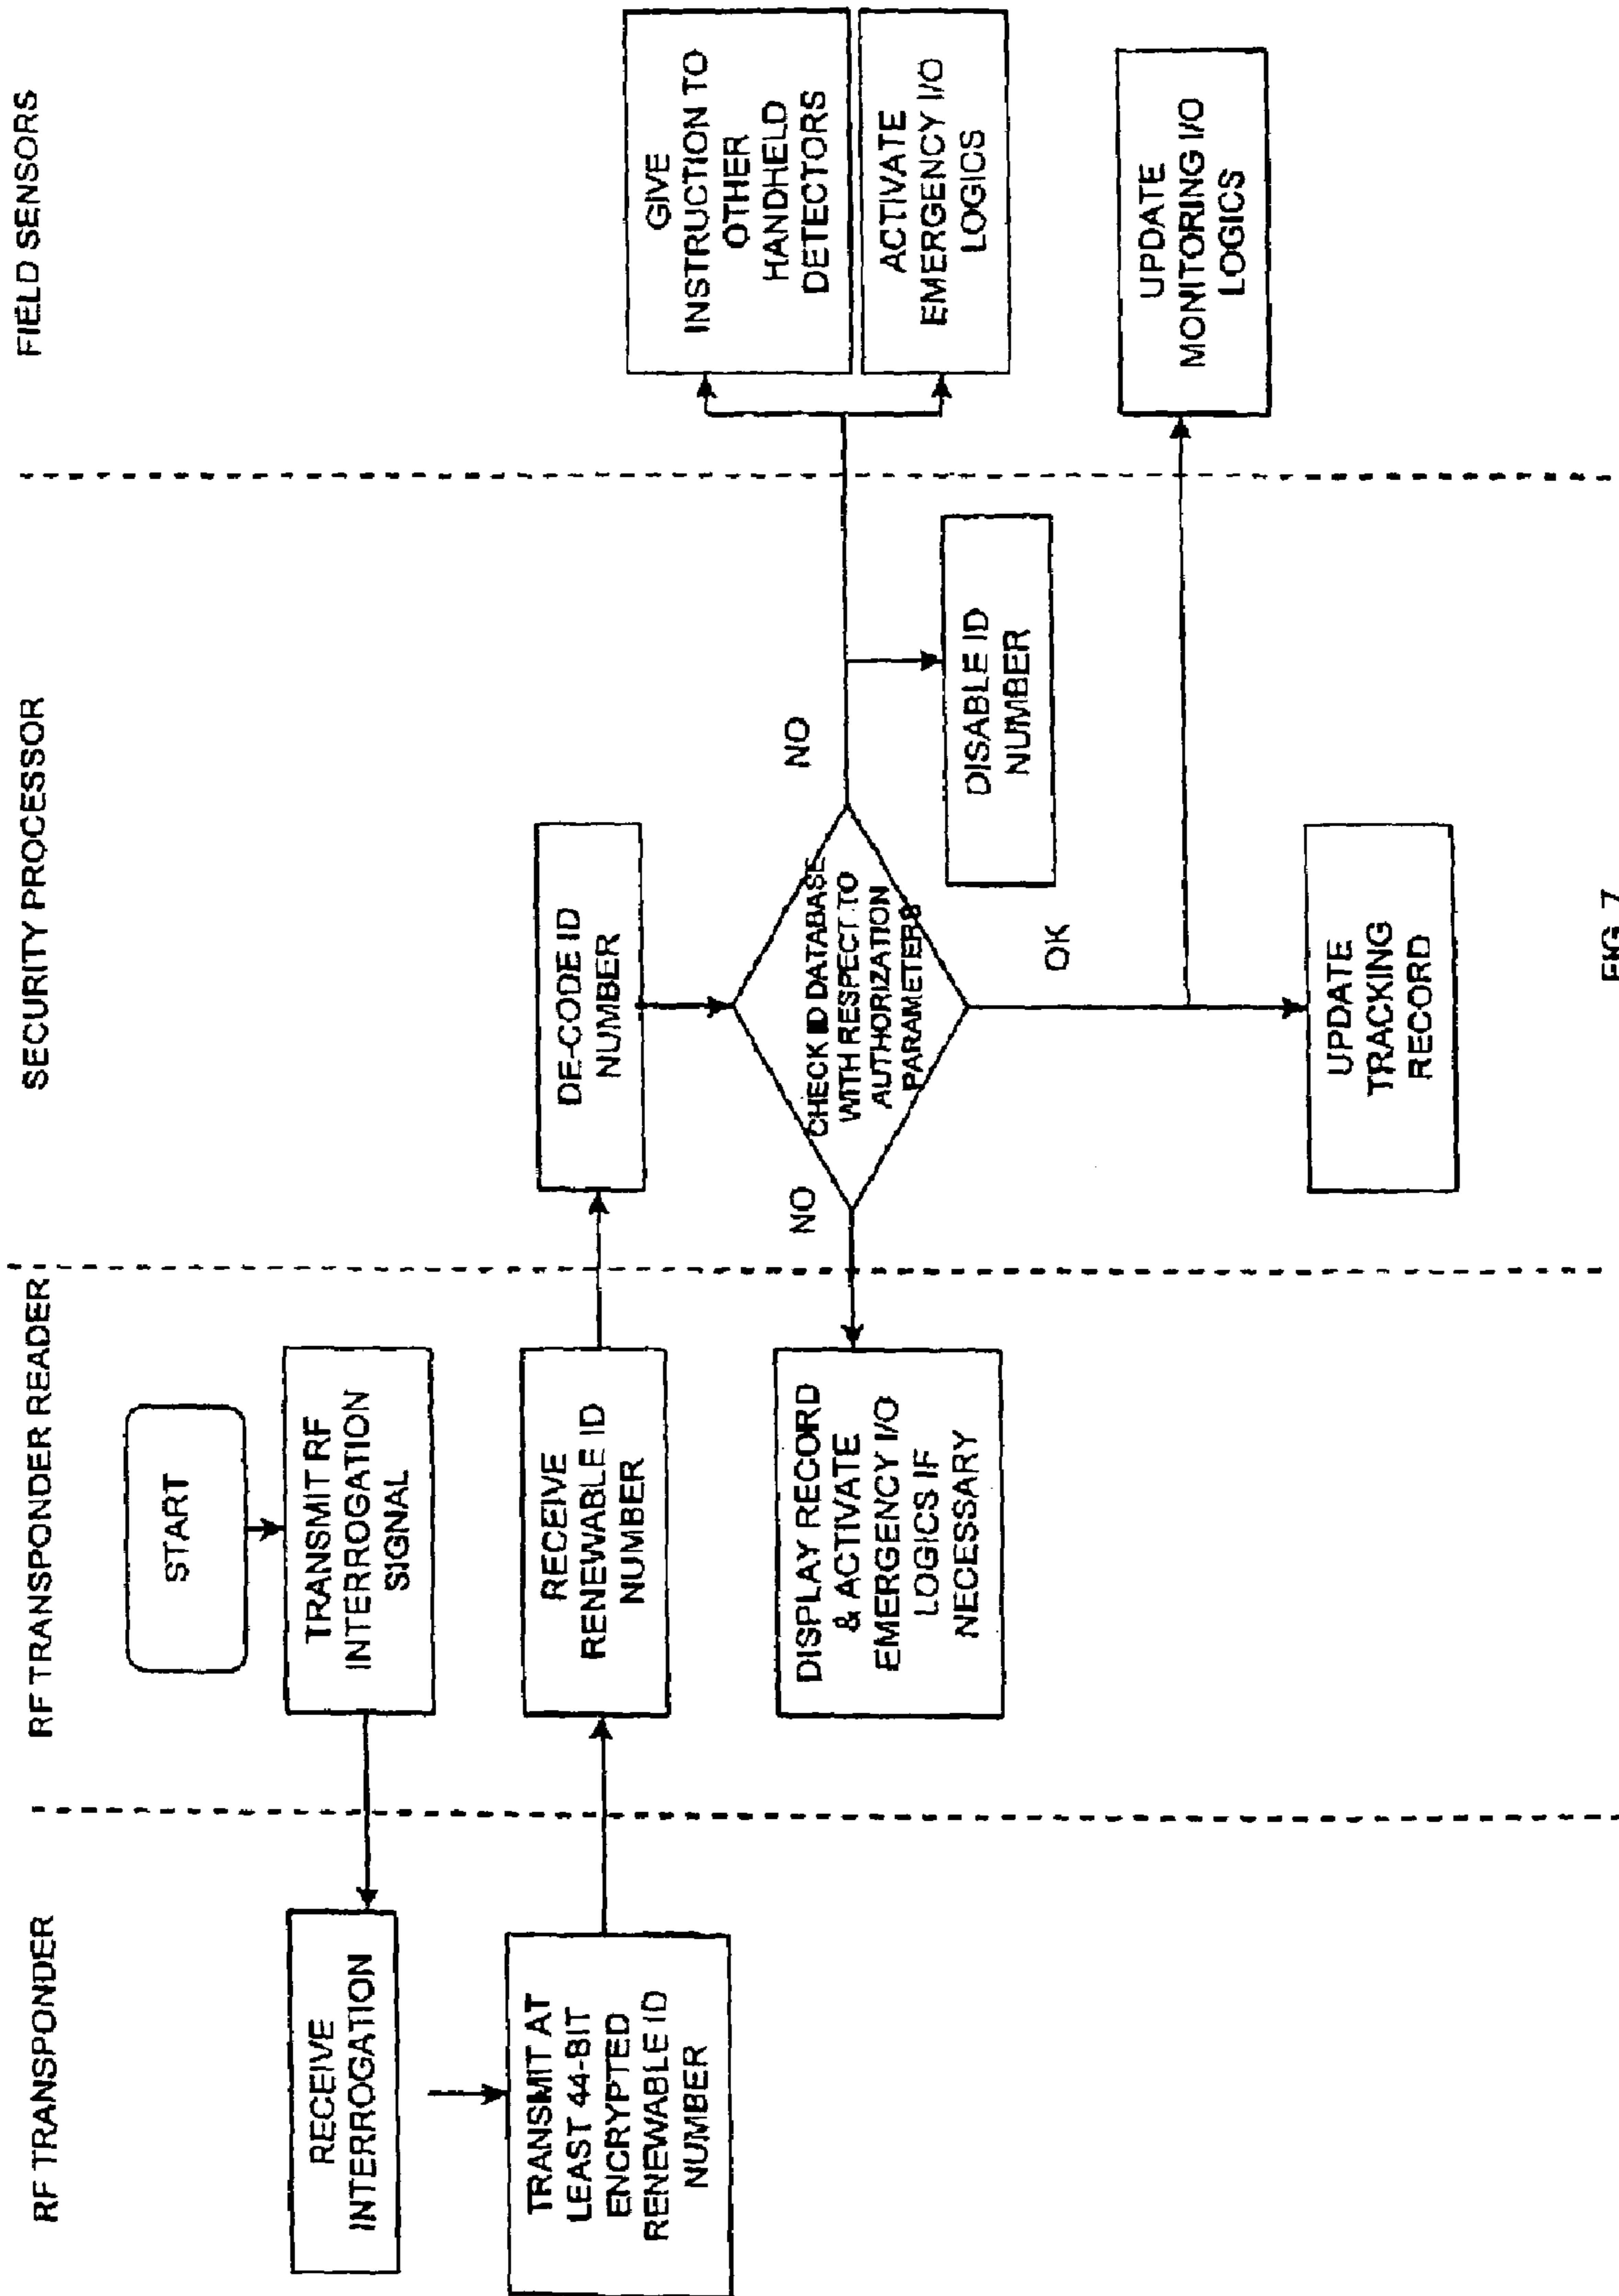 RF TRANSPONDER
RF TRANSPONDER READER
SECURITY PROCESSOR
FIELD SENSORS
START
TRANSMIT RF
INTERROGATION
SIGNAL
RECEIVE
INTERROGATION
TRANSMIT AT
LEAST 44-BIT
ENCRYPTED
RENEWABLE ID
NUMBER
RECEIVE
RENEWABLE ID
NUMBER
DE-CODE ID
NUMBER
CHECK ID DATABASE
WITH RESPECT TO
AUTHORIZATION
PARAMETERS
NO
DISPLAY RECORD
& ACTIVATE
EMERGENCY I/O
LOGICS IF
NECESSARY
NO
DISABLE ID
NUMBER
GIVE
INSTRUCTION TO
OTHER
HANDHELD
DETECTORS
ACTIVATE
EMERGENCY I/O
LOGICS
OK
UPDATE
MONITORING I/O
LOGICS
UPDATE
TRACKING
RECORD
FIG. 7